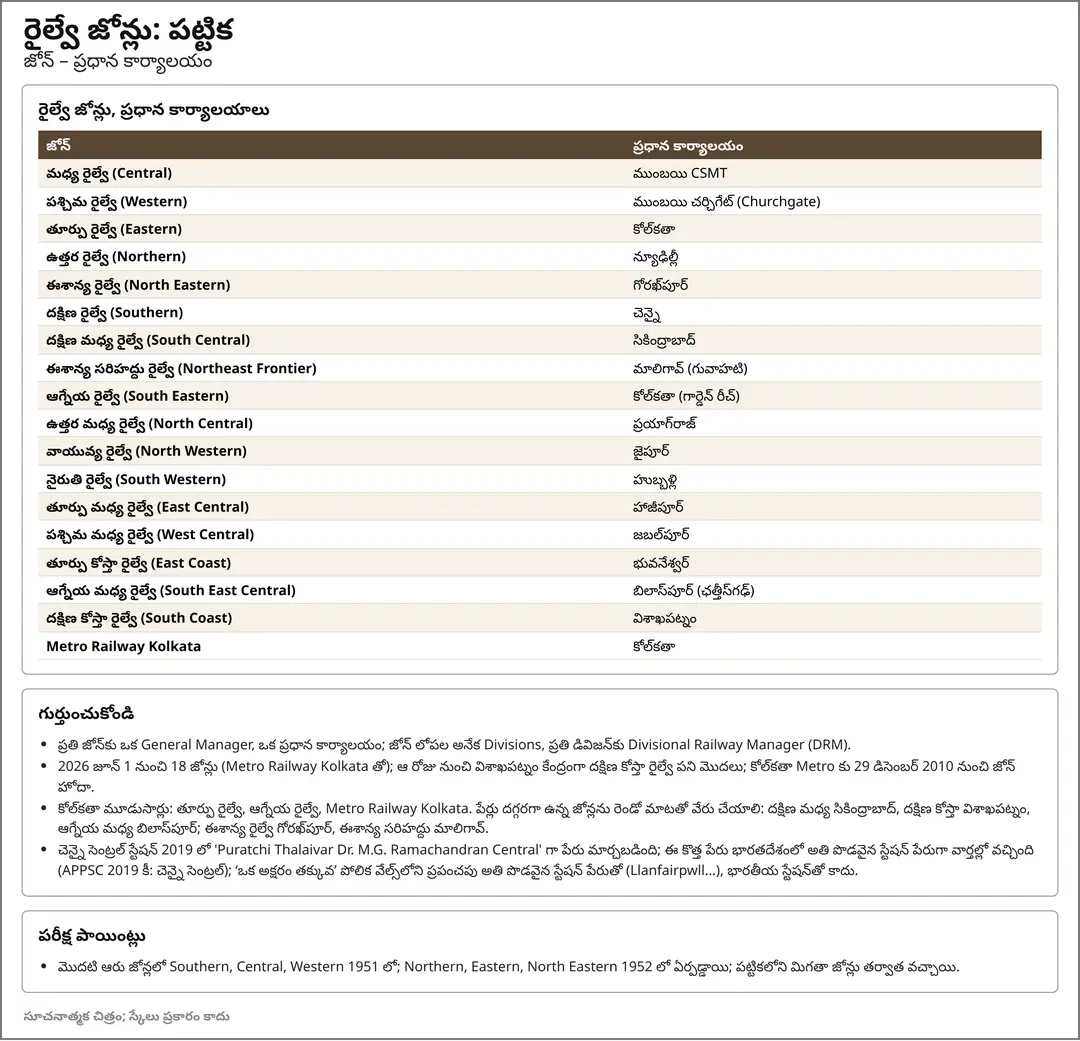 రైల్వే జోన్లు: పట్టిక
జోన్ – ప్రధాన కార్యాలయం
రైల్వే జోన్లు, ప్రధాన కార్యాలయాలు
జోన్ ప్రధాన కార్యాలయం
మధ్య రైల్వే (Central) ముంబయి CSMT
పశ్చిమ రైల్వే (Western) ముంబయి చర్చిగేట్ (Churchgate)
తూర్పు రైల్వే (Eastern) కోల్‌కతా
ఉత్తర రైల్వే (Northern) న్యూఢిల్లీ
ఈశాన్య రైల్వే (North Eastern) గోరఖ్‌పూర్
దక్షిణ రైల్వే (Southern) చెన్నై
దక్షిణ మధ్య రైల్వే (South Central) సికింద్రాబాద్
ఈశాన్య సరిహద్దు రైల్వే (Northeast Frontier) మాలిగావ్ (గువాహటి)
ఆగ్నేయ రైల్వే (South Eastern) కోల్‌కతా (గార్డెన్ రీచ్)
ఉత్తర మధ్య రైల్వే (North Central) ప్రయాగ్‌రాజ్
వాయువ్య రైల్వే (North Western) జైపూర్
నైరుతి రైల్వే (South Western) హుబ్బళ్లి
తూర్పు మధ్య రైల్వే (East Central) హాజీపూర్
పశ్చిమ మధ్య రైల్వే (West Central) జబల్‌పూర్
తూర్పు కోస్తా రైల్వే (East Coast) భువనేశ్వర్
ఆగ్నేయ మధ్య రైల్వే (South East Central) బిలాస్‌పూర్ (ఛత్తీస్‌గఢ్)
దక్షిణ కోస్తా రైల్వే (South Coast) విశాఖపట్నం
Metro Railway Kolkata కోల్‌కతా
గుర్తుంచుకోండి
• ప్రతి జోన్‌కు ఒక General Manager, ఒక ప్రధాన కార్యాలయం; జోన్ లోపల అనేక Divisions, ప్రతి డివిజన్‌కు Divisional Railway Manager (DRM).
• 2026 జూన్ 1 నుంచి 18 జోన్లు (Metro Railway Kolkata తో); ఆ రోజు నుంచి విశాఖపట్నం కేంద్రంగా దక్షిణ కోస్తా రైల్వే పని మొదలు; కోల్‌కతా Metro కు 29 డిసెంబర్ 2010 నుంచి జోన్
హోదా.
• కోల్‌కతా మూడుసార్లు: తూర్పు రైల్వే, ఆగ్నేయ రైల్వే, Metro Railway Kolkata. పేర్లు దగ్గరగా ఉన్న జోన్లను రెండో మాటతో వేరు చేయాలి: దక్షిణ మధ్య సికింద్రాబాద్, దక్షిణ కోస్తా విశాఖపట్నం,
ఆగ్నేయ మధ్య బిలాస్‌పూర్; ఈశాన్య రైల్వే గోరఖ్‌పూర్, ఈశాన్య సరిహద్దు మాలిగావ్.
• చెన్నై సెంట్రల్ స్టేషన్ 2019 లో 'Puratchi Thalaivar Dr. M.G. Ramachandran Central' గా పేరు మార్చబడింది; ఈ కొత్త పేరు భారతదేశంలో అతి పొడవైన స్టేషన్ పేరుగా వార్తల్లో వచ్చింది
(APPSC 2019 కీ: చెన్నై సెంట్రల్); ‘ఒక అక్షరం తక్కువ’ పోలిక వేల్స్‌లోని ప్రపంచపు అతి పొడవైన స్టేషన్ పేరుతో (Llanfairpwll...), భారతీయ స్టేషన్‌తో కాదు.
పరీక్ష పాయింట్లు
• మొదటి ఆరు జోన్లలో Southern, Central, Western 1951 లో; Northern, Eastern, North Eastern 1952 లో ఏర్పడ్డాయి; పట్టికలోని మిగతా జోన్లు తర్వాత వచ్చాయి.
సూచనాత్మక చిత్రం; స్కేలు ప్రకారం కాదు